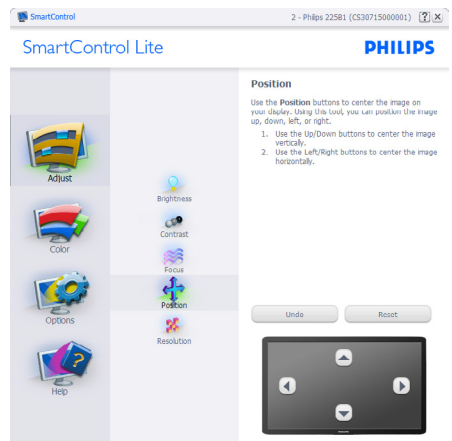 SmartControl
2 - Philips 225B1 (CS30715000001)
SmartControl Lite
PHILIPS
Adjust
Color
Options
Help
Brightness
Contrast
Focus
Position
Resolution
Position
Use the Position buttons to center the image on
your display. Using this tool, you can position the image
up, down, left, or right.
1. Use the Up/Down buttons to center the image
vertically.
2. Use the Left/Right buttons to center the image
horizontally.
Undo
Reset